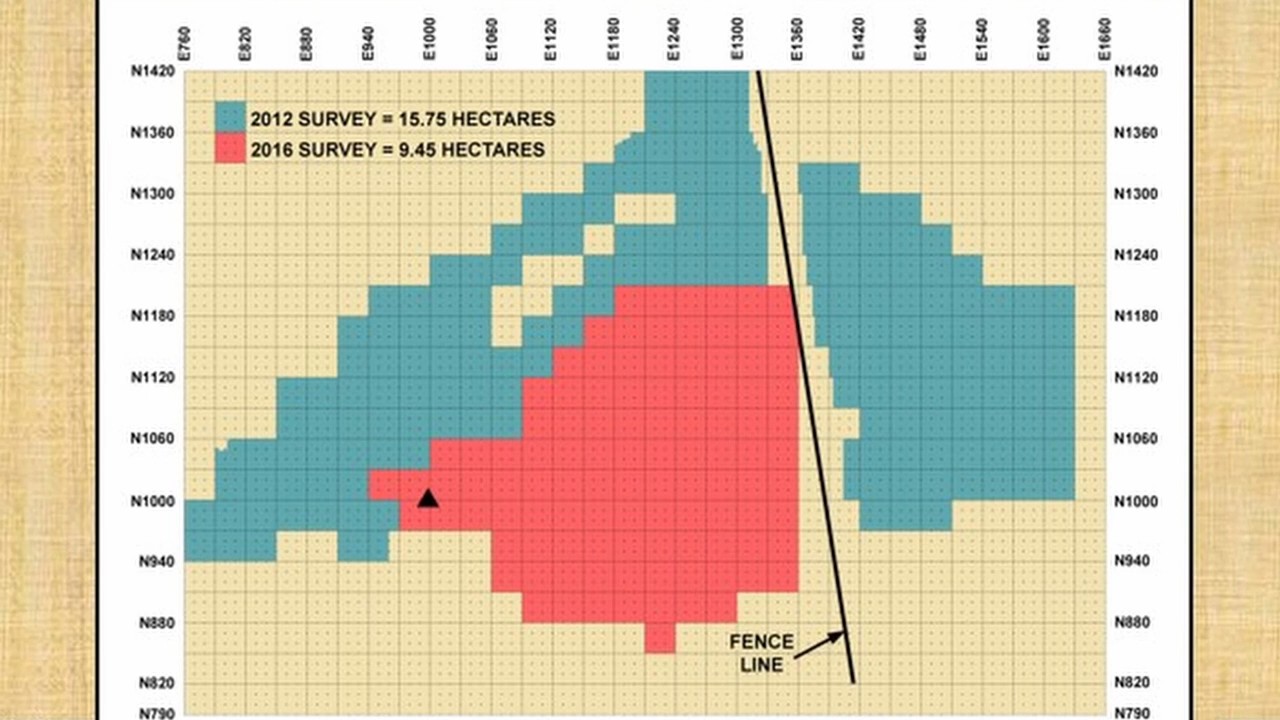 E760 E820 E880 E940 E1000 E1060 E1120 E1180 E1240 E1300 E1360 E1420 E1480 E1540 E1600 E1660
N1420 N1420
2012 SURVEY = 15.75 HECTARES
N1360 N1360
2016 SURVEY = 9.45 HECTARES
N1300 N1300
N1240 N1240
N1180 N1180
N1120 N1120
N1060 N1060
N1000 N1000
N940 N940
N880 N880
FENCE
LINE
N820 N820
N790 N790